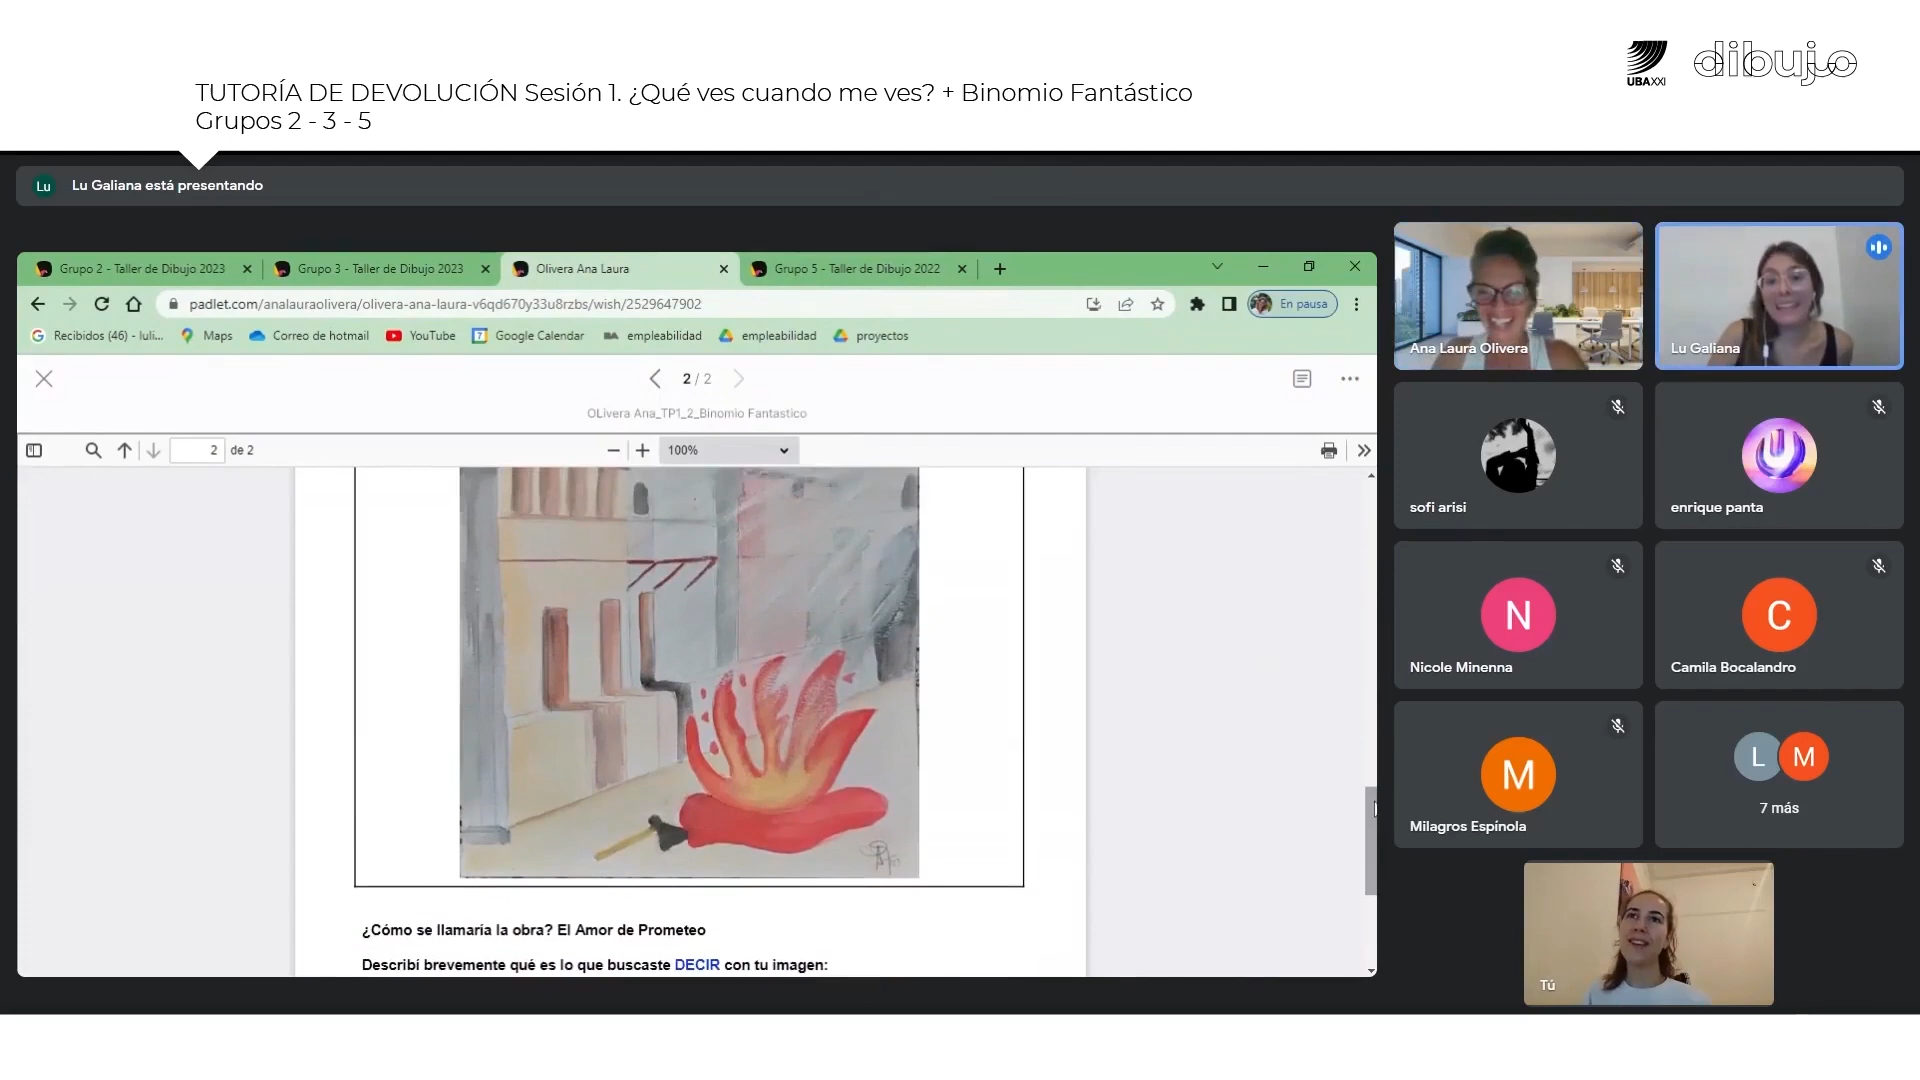 UBAXXI
dibujo
TUTORÍA DE DEVOLUCIÓN Sesión 1. ¿Qué ves cuando me ves? + Binomio Fantástico
Grupos 2 - 3 - 5
Lu
Lu Galiana está presentando
Grupo 2 - Taller de Dibujo 2023
Grupo 3 - Taller de Dibujo 2023
Olivera Ana Laura
Grupo 5 - Taller de Dibujo 2022
padlet.com/analauraolivera/olivera-ana-laura-v6qd670y33u8rzbs/wish/2529647902
En pausa
Recibidos (46) - luli...
Maps
Correo de hotmail
YouTube
Google Calendar
empleabilidad
empleabilidad
proyectos
2 / 2
OLivera Ana_TP1_2_Binomio Fantastico
2 de 2
100%
¿Cómo se llamaría la obra? El Amor de Prometeo
Describí brevemente qué es lo que buscaste DECIR con tu imagen:
Ana Laura Olivera
Lu Galiana
sofi arisi
enrique panta
N
Nicole Minenna
C
Camila Bocalandro
M
Milagros Espínola
L M
7 más
Tú